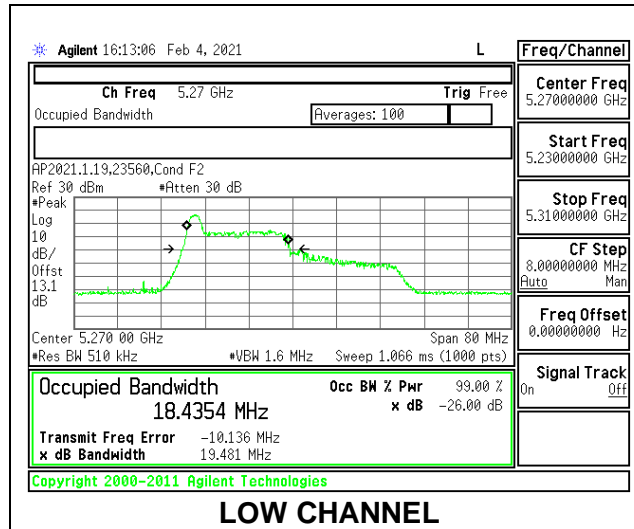 Agilent 16:13:06 Feb 4, 2021 L
Freq/Channel
Ch Freq 5.27 GHz Trig Free
Occupied Bandwidth Averages: 100
AP2021.1.19,23560,Cond F2
Ref 30 dBm #Atten 30 dB
#Peak
Log
10
dB/
Offst
13.1
dB
Center 5.270 00 GHz Span 80 MHz
#Res BW 510 kHz #VBW 1.6 MHz Sweep 1.066 ms (1000 pts)
Occupied Bandwidth Occ BW % Pwr 99.00 %
18.4354 MHz x dB -26.00 dB
Transmit Freq Error -10.136 MHz
x dB Bandwidth 19.481 MHz
Copyright 2000-2011 Agilent Technologies
Center Freq
5.27000000 GHz
Start Freq
5.23000000 GHz
Stop Freq
5.31000000 GHz
CF Step
8.00000000 MHz
Auto Man
Freq Offset
0.00000000 Hz
Signal Track
On Off
LOW CHANNEL